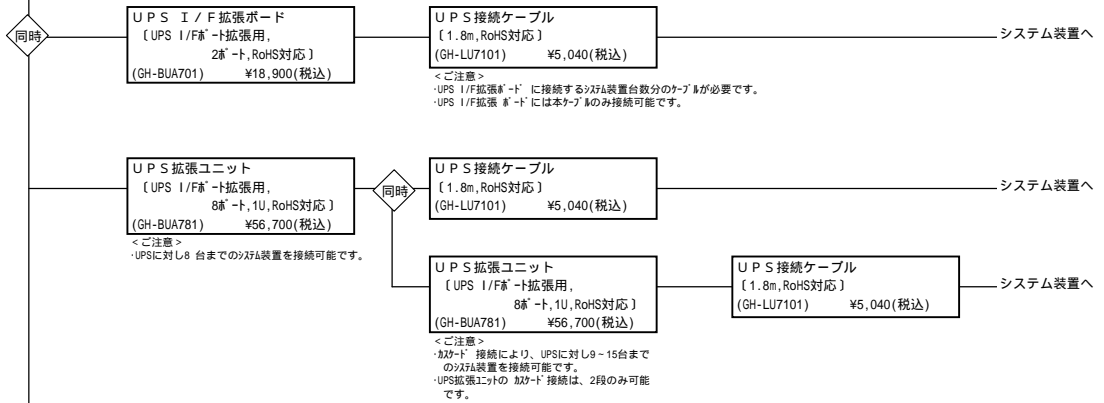 同時
UPS I/F拡張ボード
〔UPS I/Fﾎﾟｰﾄ拡張用,
2ﾎﾟｰﾄ,RoHS対応〕
(GH-BUA701) ¥18,900(税込)
UPS接続ケーブル
〔1.8m,RoHS対応〕
(GH-LU7101) ¥5,040(税込)
システム装置へ
<ご注意>
･UPS I/F拡張ﾎﾞｰﾄﾞ に接続するｼｽﾃﾑ装置台数分のｹｰﾌﾞﾙが必要です。
･UPS I/F拡張 ﾎﾞｰﾄﾞには本ｹｰﾌﾞﾙのみ接続可能です。
UPS拡張ユニット
〔UPS I/Fﾎﾟｰﾄ拡張用,
8ﾎﾟｰﾄ,1U,RoHS対応〕
(GH-BUA781) ¥56,700(税込)
<ご注意>
･UPSに対し8 台までのｼｽﾃﾑ装置を接続可能です。
同時
UPS接続ケーブル
〔1.8m,RoHS対応〕
(GH-LU7101) ¥5,040(税込)
システム装置へ
UPS拡張ユニット
〔UPS I/Fﾎﾟｰﾄ拡張用,
8ﾎﾟｰﾄ,1U,RoHS対応〕
(GH-BUA781) ¥56,700(税込)
<ご注意>
･ｶｽｹｰﾄﾞ 接続により、UPSに対し9~15台まで
のｼｽﾃﾑ装置を接続可能です。
･UPS拡張ﾕﾆｯﾄの ｶｽｹｰﾄﾞ接続は、2段のみ可能
です。
UPS接続ケーブル
〔1.8m,RoHS対応〕
(GH-LU7101) ¥5,040(税込)
システム装置へ